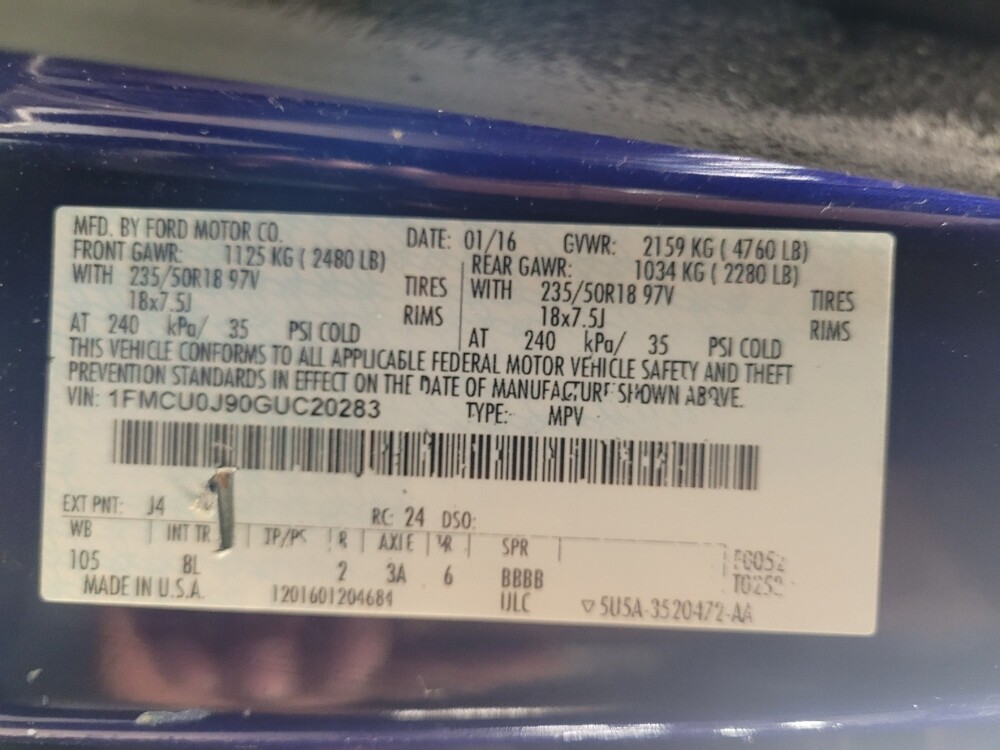 MFD. BY FORD MOTOR CO. DATE: 01/16 GVWR: 2159 KG ( 4760 LB)
FRONT GAWR: 1125 KG ( 2480 LB) REAR GAWR: 1034 KG ( 2280 LB)
WITH 235/50R18 97V TIRES WITH 235/50R18 97V TIRES
18x7.5J RIMS 18x7.5J RIMS
AT 240 kPa/ 35 PSI COLD AT 240 kPa/ 35 PSI COLD
THIS VEHICLE CONFORMS TO ALL APPLICABLE FEDERAL MOTOR VEHICLE SAFETY AND THEFT
PREVENTION STANDARDS IN EFFECT ON THE DATE OF MANUFACTURE SHOWN ABOVE.
VIN: 1FMCU0J90GUC20283 TYPE: MPV
EXT PNT: J4 RC: 24 DSO:
WB INT TR TP/PS R AXLE TR SPR
105 8L 2 3A 6 BBBB
MADE IN U.S.A. 1201601204684 IJLC ▽5U5A-3520472-AA